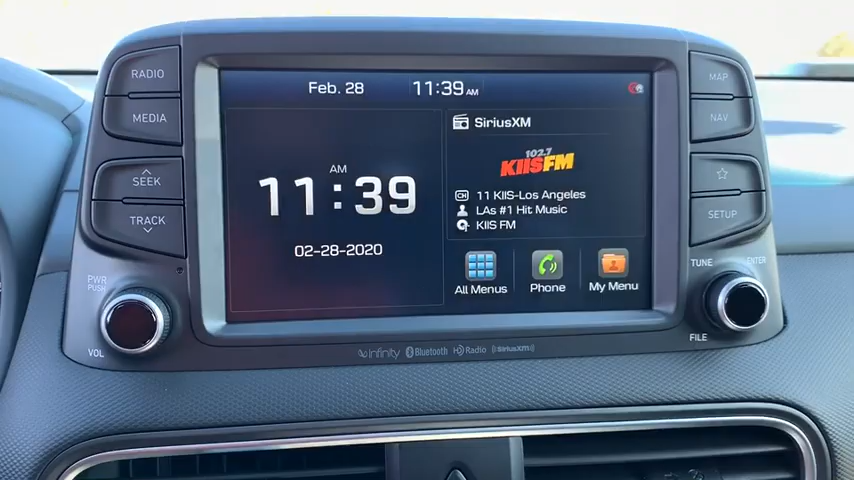 RADIO
MEDIA
SEEK
TRACK
PWR
PUSH
VOL
Feb. 28
11:39 AM
AM
11:39
02-28-2020
SiriusXM
102.7
KIISFM
CH 11 KIIS-Los Angeles
LAs #1 Hit Music
KIIS FM
All Menus
Phone
My Menu
MAP
NAV
SETUP
TUNE
ENTER
FILE
infinity Bluetooth HD Radio SiriusXM